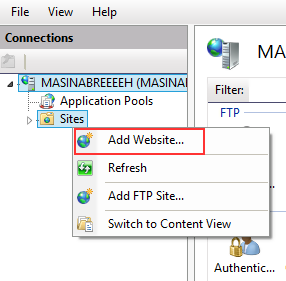 File View Help
Connections
MASINABREEEEH (MASINA
Application Pools
Sites
Add Website...
Refresh
Add FTP Site...
Switch to Content View
MA
Filter:
FTP
Authentic...